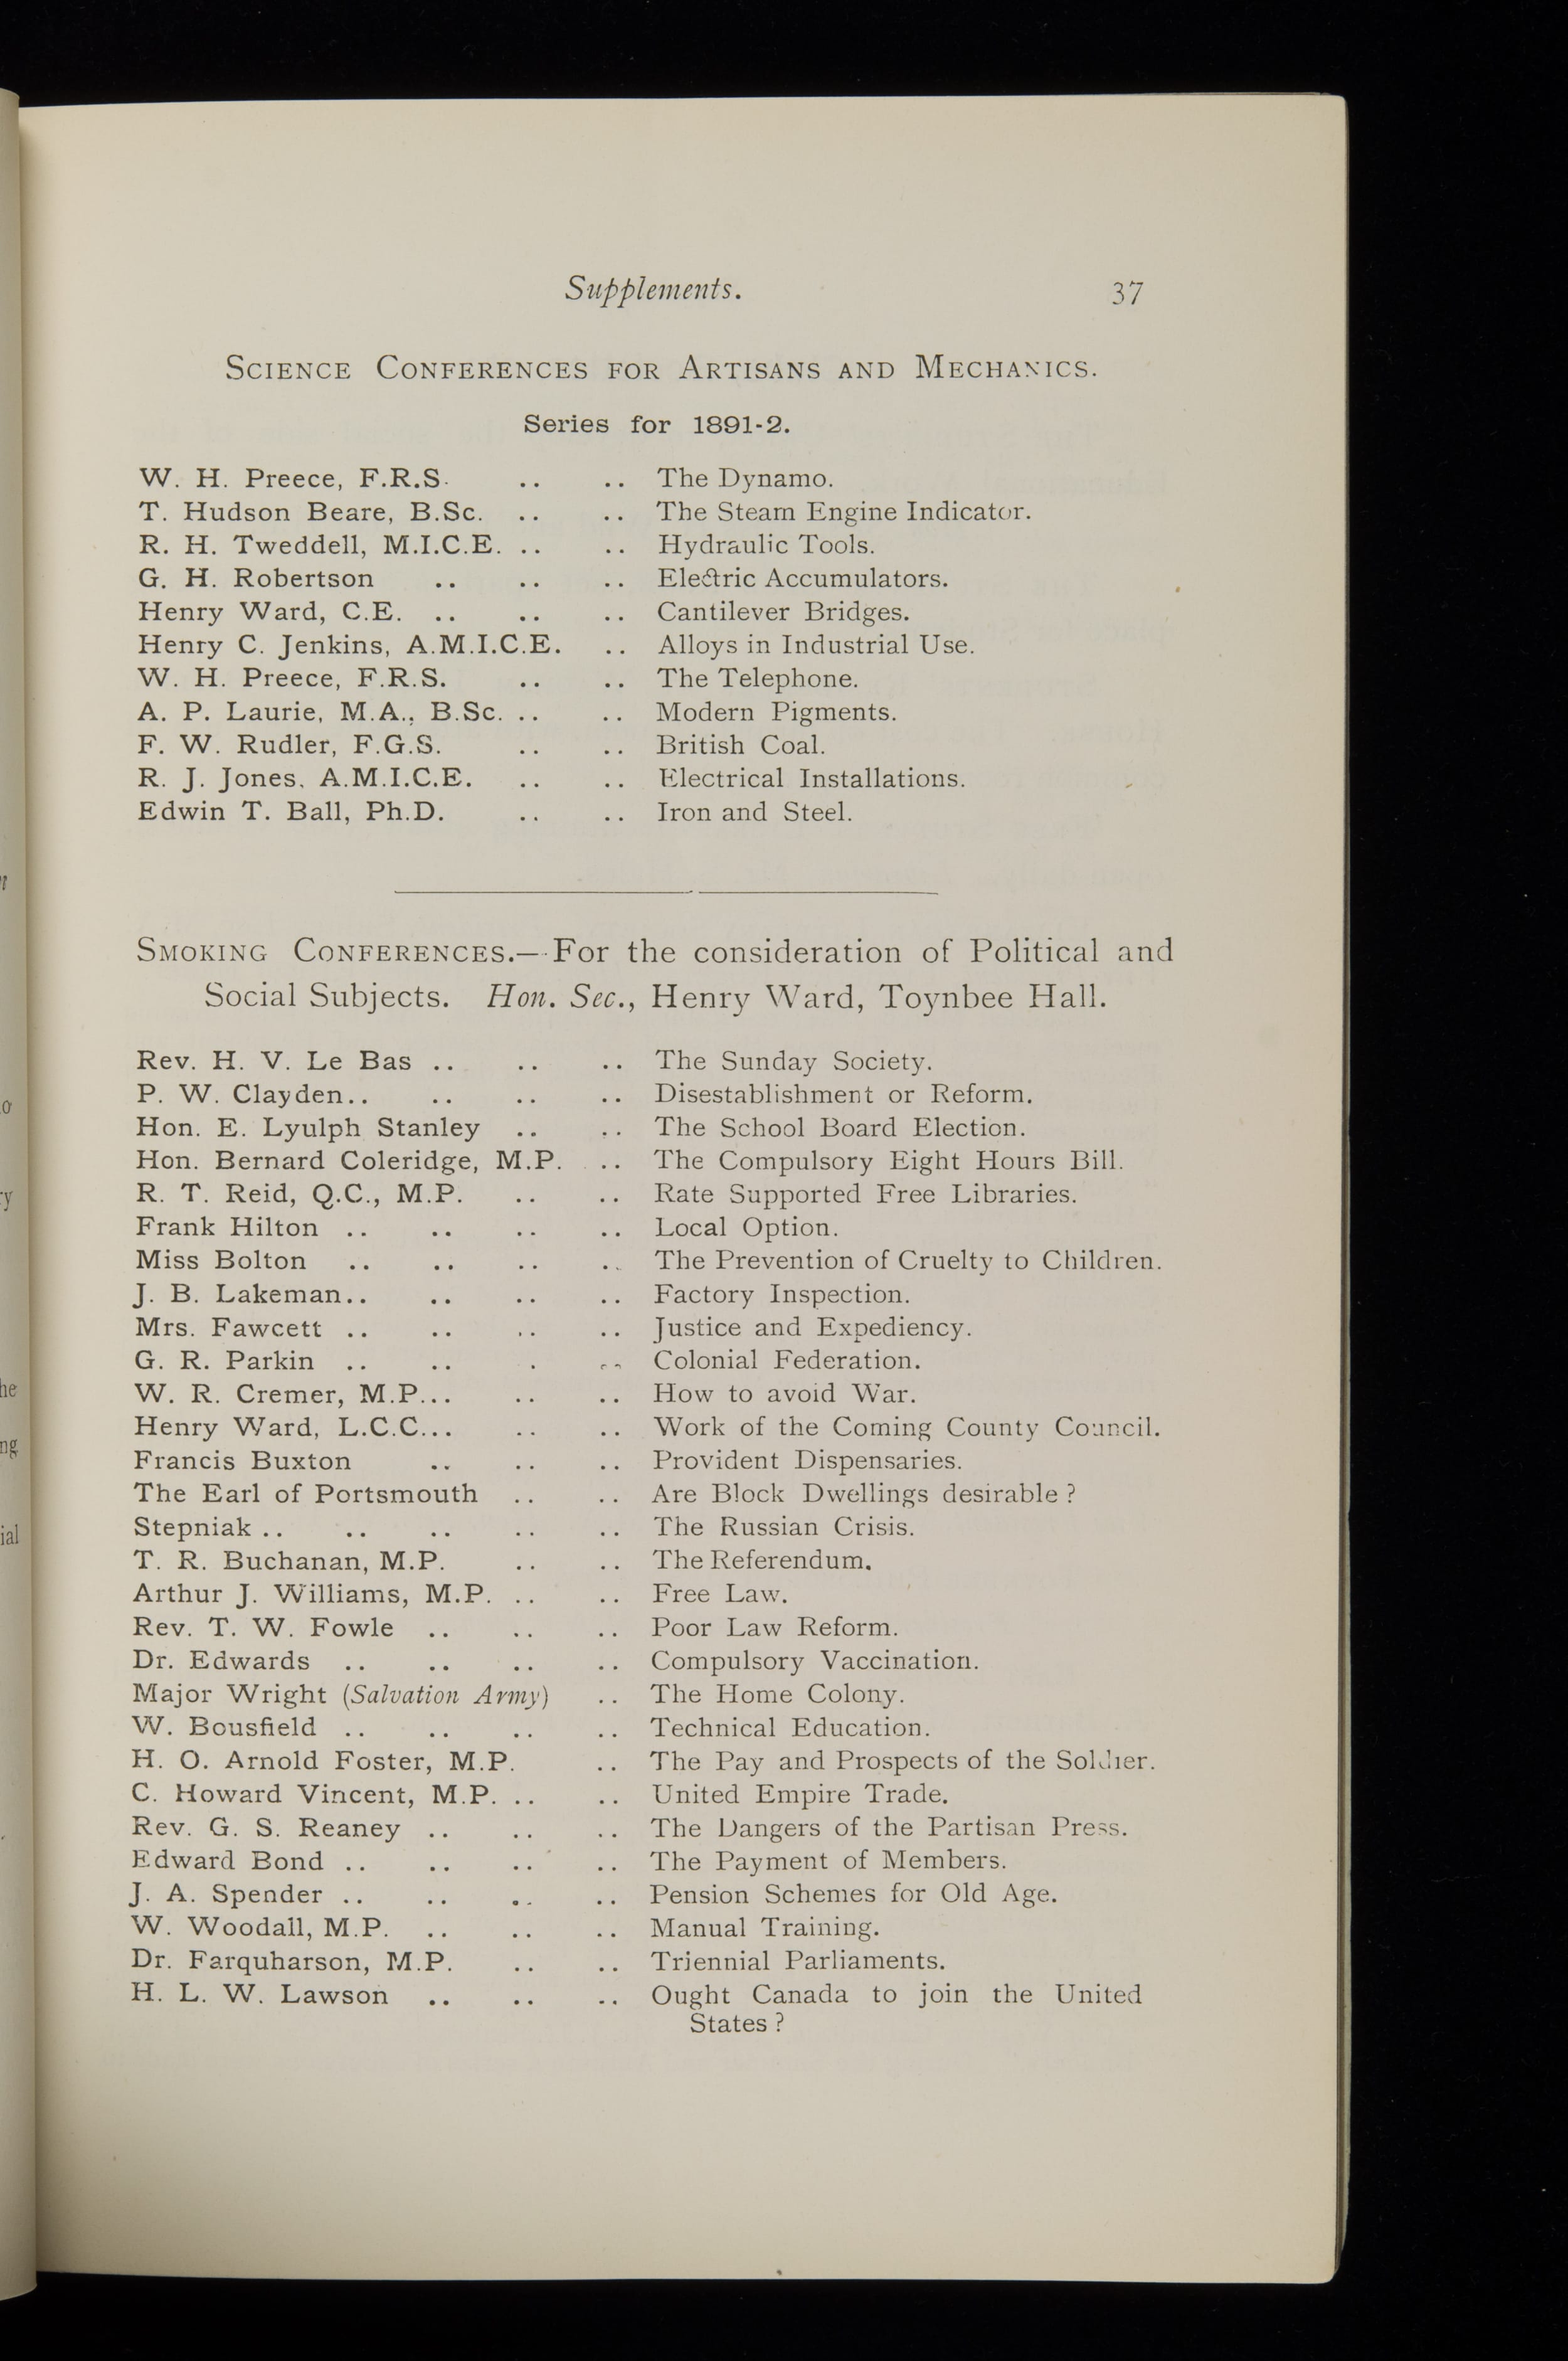 Supplements. 37
SCIENCE CONFERENCES FOR ARTISANS AND MECHANICS.
Series for 1891-2.
W. H. Preece, F.R.S. .. .. The Dynamo.
T. Hudson Beare, B.Sc. .. .. The Steam Engine Indicator.
R. H. Tweddell, M.I.C.E. .. .. Hydraulic Tools.
G. H. Robertson .. .. .. Electric Accumulators.
Henry Ward, C.E. .. .. .. Cantilever Bridges.
Henry C. Jenkins, A.M.I.C.E. .. Alloys in Industrial Use.
W. H. Preece, F.R.S. .. .. The Telephone.
A. P. Laurie, M.A., B.Sc. .. .. Modern Pigments.
F. W. Rudler, F.G.S. .. .. British Coal.
R. J. Jones, A.M.I.C.E. .. .. Electrical Installations.
Edwin T. Ball, Ph.D. .. .. Iron and Steel.
SMOKING CONFERENCES.—For the consideration of Political and
Social Subjects. Hon. Sec., Henry Ward, Toynbee Hall.
Rev. H. V. Le Bas .. .. .. The Sunday Society.
P. W. Clayden.. .. .. .. Disestablishment or Reform.
Hon. E. Lyulph Stanley .. .. The School Board Election.
Hon. Bernard Coleridge, M.P. .. The Compulsory Eight Hours Bill.
R. T. Reid, Q.C., M.P. .. .. Rate Supported Free Libraries.
Frank Hilton .. .. .. .. Local Option.
Miss Bolton .. .. .. .. The Prevention of Cruelty to Children.
J. B. Lakeman.. .. .. .. Factory Inspection.
Mrs. Fawcett .. .. .. .. Justice and Expediency.
G. R. Parkin .. .. . .. Colonial Federation.
W. R. Cremer, M.P... .. .. How to avoid War.
Henry Ward, L.C.C... .. .. Work of the Coming County Council.
Francis Buxton .. .. .. Provident Dispensaries.
The Earl of Portsmouth .. .. Are Block Dwellings desirable ?
Stepniak .. .. .. .. .. The Russian Crisis.
T. R. Buchanan, M.P. .. .. The Referendum.
Arthur J. Williams, M.P. .. .. Free Law.
Rev. T. W. Fowle .. .. .. Poor Law Reform.
Dr. Edwards .. .. .. .. Compulsory Vaccination.
Major Wright (Salvation Army) .. The Home Colony.
W. Bousfield .. .. .. .. Technical Education.
H. O. Arnold Foster, M.P. .. The Pay and Prospects of the Soldier.
C. Howard Vincent, M.P. .. .. United Empire Trade.
Rev. G. S. Reaney .. .. .. The Dangers of the Partisan Press.
Edward Bond .. .. .. .. The Payment of Members.
J. A. Spender .. .. .. .. Pension Schemes for Old Age.
W. Woodall, M.P. .. .. .. Manual Training.
Dr. Farquharson, M.P. .. .. Triennial Parliaments.
H. L. W. Lawson .. .. .. Ought Canada to join the United
States ?